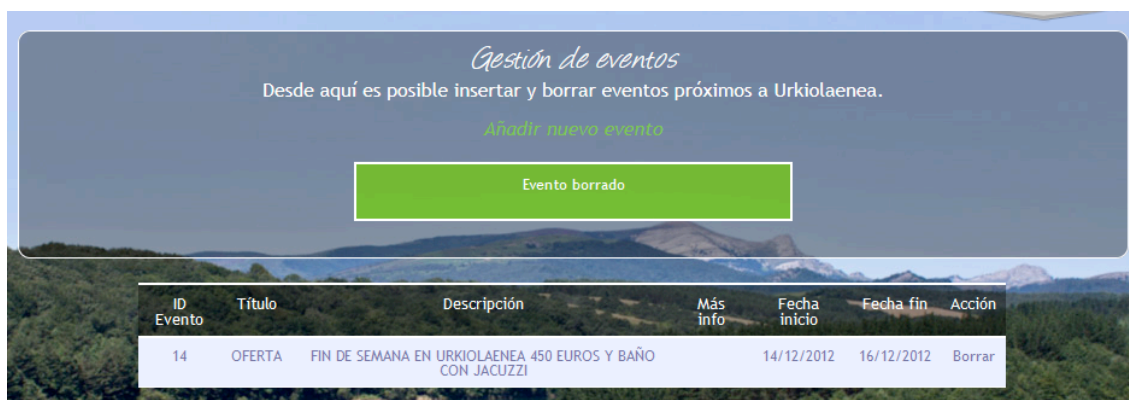 Gestión de eventos
Desde aquí es posible insertar y borrar eventos próximos a Urkiolaenea.
Añadir nuevo evento
Evento borrado
ID Evento Título Descripción Más info Fecha inicio Fecha fin Acción
14 OFERTA FIN DE SEMANA EN URKIOLAENEA 450 EUROS Y BAÑO CON JACUZZI 14/12/2012 16/12/2012 Borrar